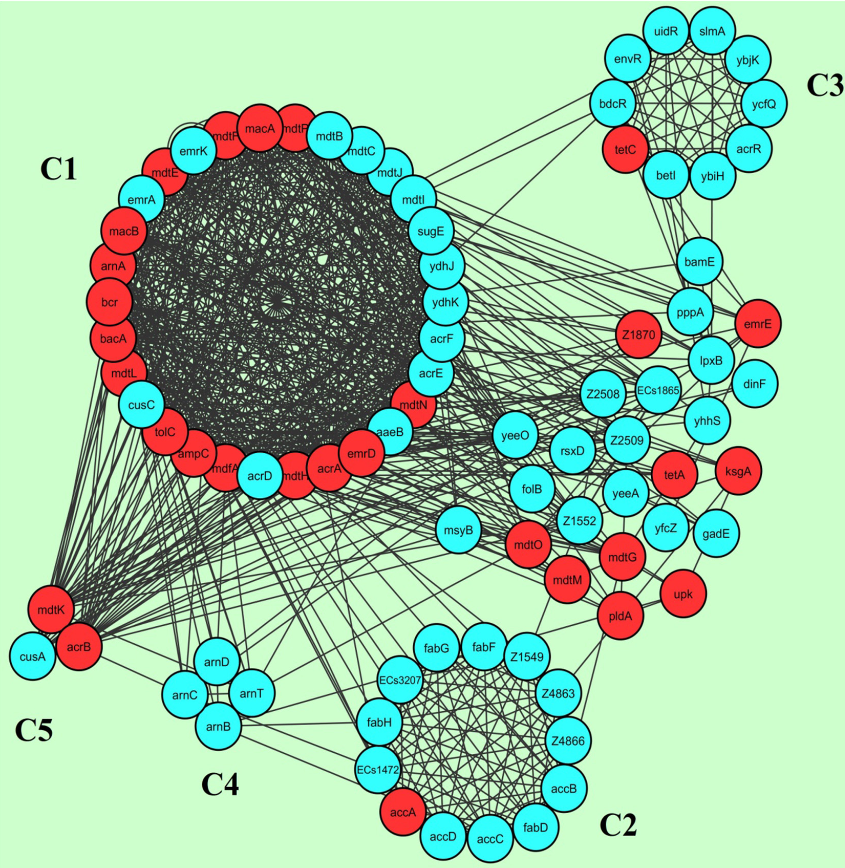 uidR
slmA
envR
ybjK
C3
bdcR
ycfQ
tetC
acrR
betI
ybiH
C1
macA
mdtB
emrK
mdtC
mdtE
mdtJ
emrA
mdtI
macB
sugE
arnA
ydhJ
bcr
ydhK
bacA
acrF
mdtL
acrE
cusC
mdtN
tolC
aaeB
ampC
emrD
mdfA
acrD
mdtH
acrA
bamE
pppA
emrE
Z1870
lpxB
dinF
Z2508
ECs1865
yhhS
yeeO
rsxD
Z2509
tetA
ksgA
folB
yeeA
msyB
Z1552
yfcZ
gadE
mdtO
mdtG
mdtM
upk
pldA
mdtK
acrB
cusA
C5
arnD
arnC
arnT
arnB
C4
fabG
fabF
Z1549
ECs3207
Z4863
fabH
Z4866
ECs1472
accB
accA
fabD
accD
accC
C2